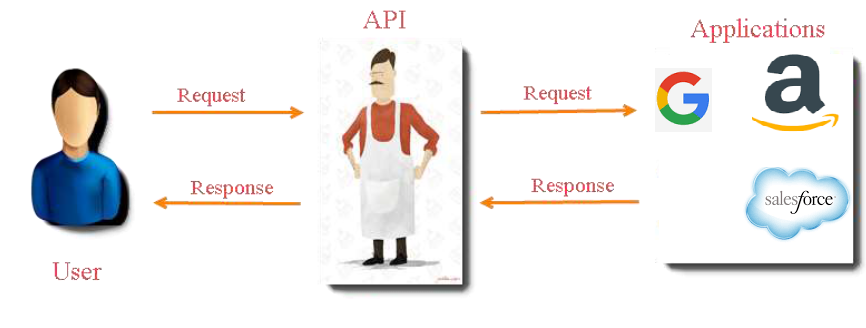 API
Applications
Request
Request
a
G
Response
Response
salesforce
User